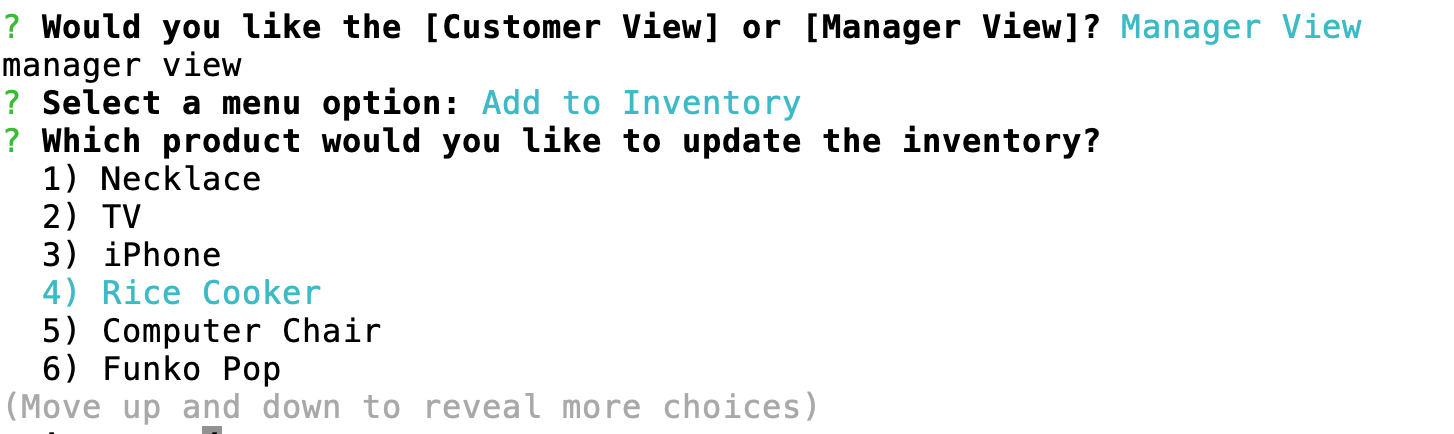 ? Would you like the [Customer View] or [Manager View]? Manager View
manager view
? Select a menu option: Add to Inventory
? Which product would you like to update the inventory?
1) Necklace
2) TV
3) iPhone
4) Rice Cooker
5) Computer Chair
6) Funko Pop
(Move up and down to reveal more choices)